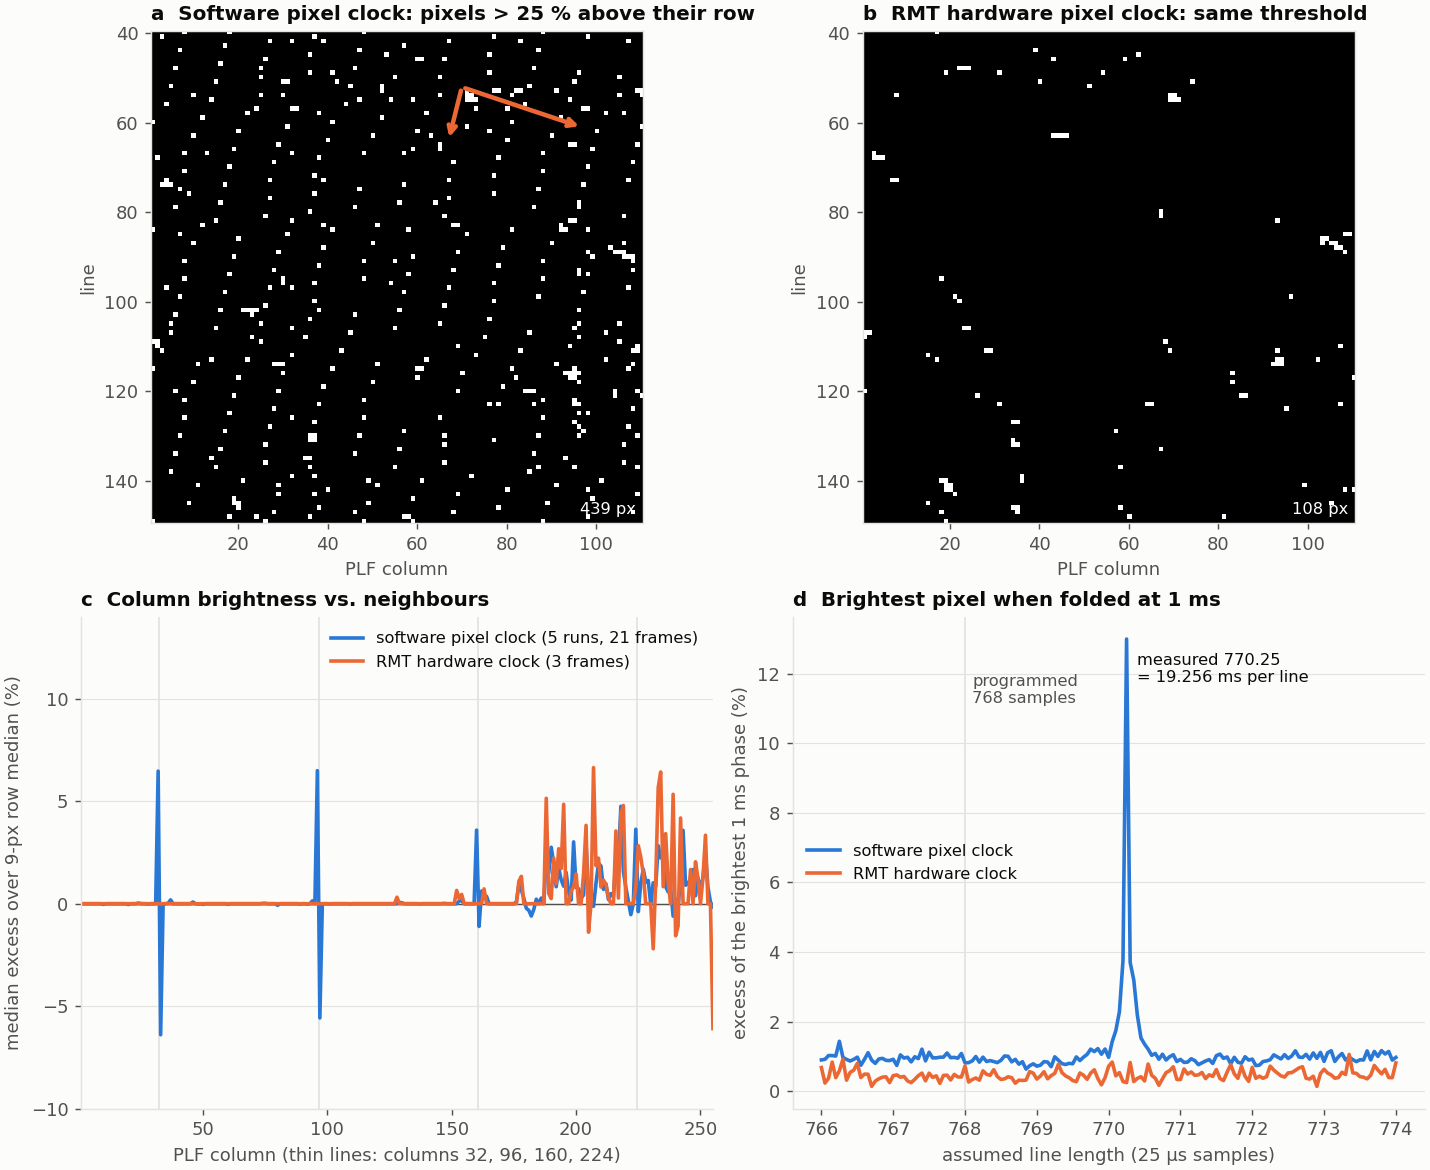 a Software pixel clock: pixels > 25 % above their row
40
60
80
100
120
140
line
439 px
20 40 60 80 100
PLF column
b RMT hardware pixel clock: same threshold
40
60
80
100
120
140
line
108 px
20 40 60 80 100
PLF column
c Column brightness vs. neighbours
software pixel clock (5 runs, 21 frames)
RMT hardware clock (3 frames)
10
5
0
−5
−10
median excess over 9-px row median (%)
50 100 150 200 250
PLF column (thin lines: columns 32, 96, 160, 224)
d Brightest pixel when folded at 1 ms
measured 770.25
= 19.256 ms per line
programmed
768 samples
software pixel clock
RMT hardware clock
12
10
8
6
4
2
0
excess of the brightest 1 ms phase (%)
766 767 768 769 770 771 772 773 774
assumed line length (25 µs samples)